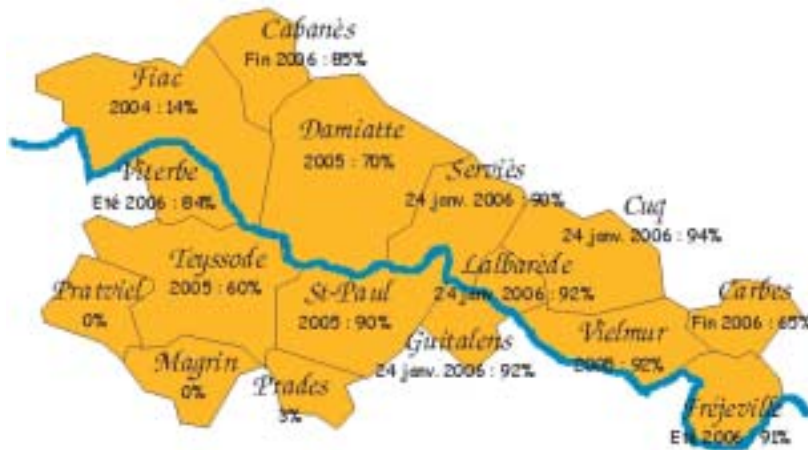 Cabanès
Fin 2006 : 85%
Fiac
2004 : 14%
Damiatte
2005 : 70%
Viterbe
Eté 2006 : 84%
Serviès
24 janv. 2006 : 90%
Cuq
24 janv. 2006 : 94%
Teyssode
2005 : 60%
Lalbarède
24 janv. 2006 : 92%
Pratviel
0%
St-Paul
2005 : 90%
Carbes
Fin 2006 : 65%
Guitalens
24 janv. 2006 : 92%
Vielmur
2005 : 92%
Magrin
0%
Prades
3%
Fréjeville
Eté 2006 : 91%